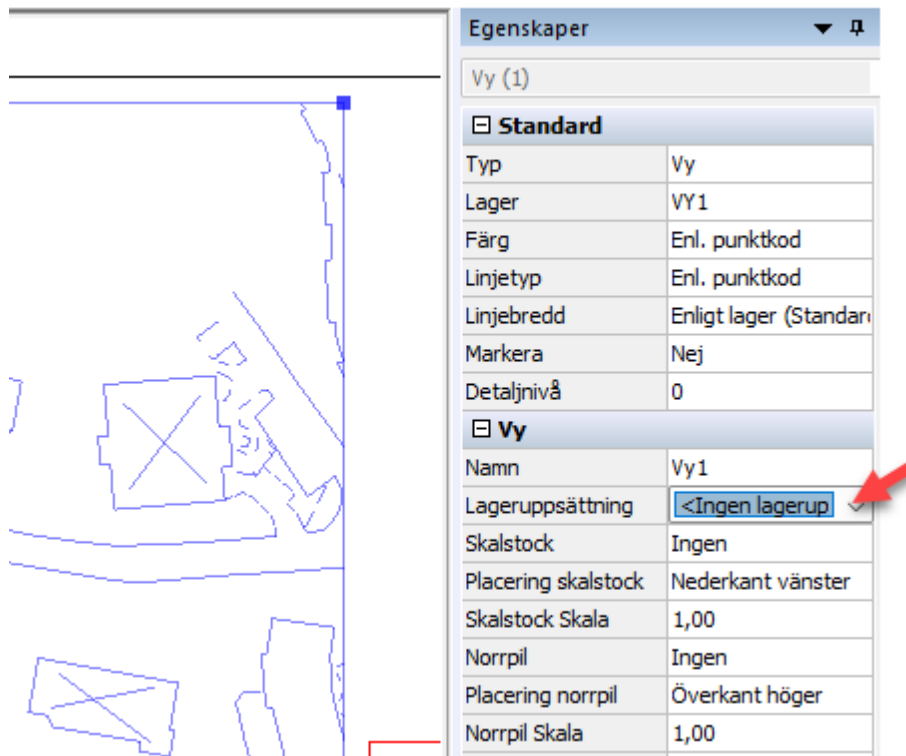 Egenskaper
Vy (1)
Standard
Typ Vy
Lager VY1
Färg Enl. punktkod
Linjetyp Enl. punktkod
Linjebredd Enligt lager (Standar
Markera Nej
Detaljnivå 0
Vy
Namn Vy1
Lageruppsättning <Ingen lagerup
Skalstock Ingen
Placering skalstock Nederkant vänster
Skalstock Skala 1,00
Norrpil Ingen
Placering norrpil Överkant höger
Norrpil Skala 1,00